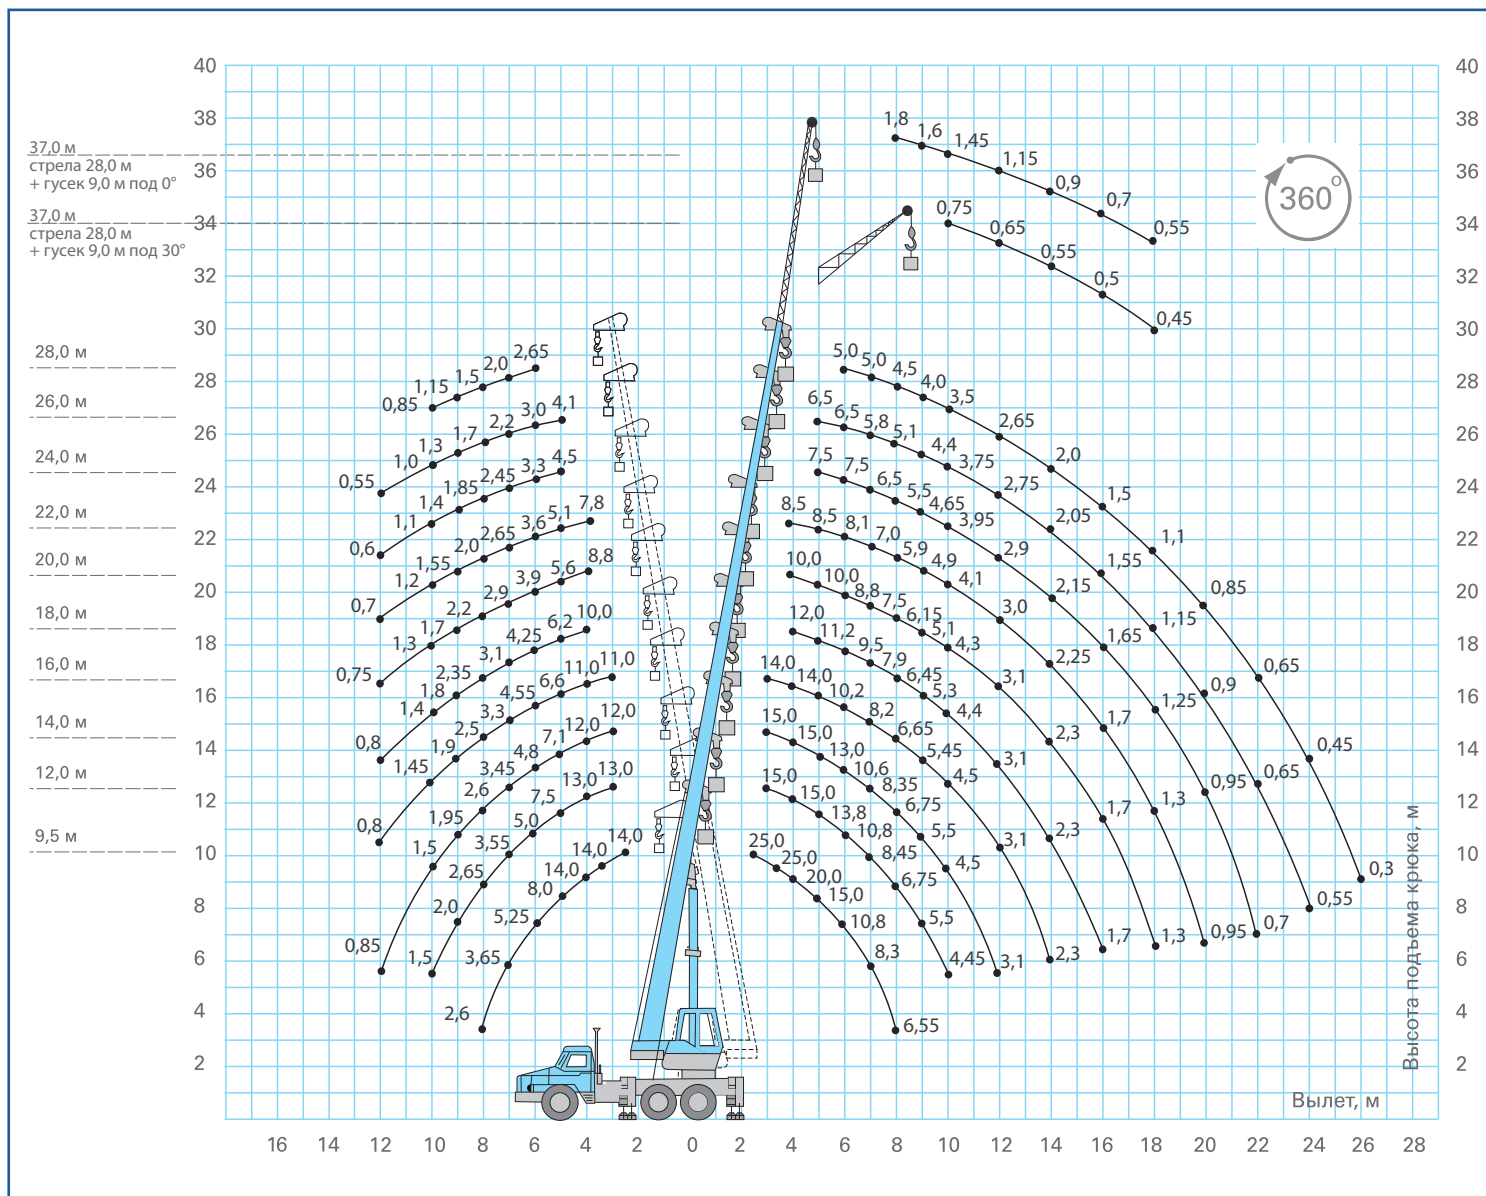 40
38
36
34
32
30
28
26
24
22
20
18
16
14
12
10
8
6
4
2
37,0 м
стрела 28,0 м
+ гусек 9,0 м под 0°
37,0 м
стрела 28,0 м
+ гусек 9,0 м под 30°
28,0 м
26,0 м
24,0 м
22,0 м
20,0 м
18,0 м
16,0 м
14,0 м
12,0 м
9,5 м
0,85 1,15 1,5 2,0 2,65
0,55 1,0 1,3 1,7 2,2 3,0 4,1
0,6 1,1 1,4 1,85 2,45 3,3 4,5
0,7 1,2 1,55 2,0 2,65 3,6 5,1 7,8
0,75 1,3 1,7 2,2 2,9 3,9 5,6 8,8
0,8 1,4 1,8 2,35 3,1 4,25 6,2 10,0
0,8 1,45 1,9 2,5 3,3 4,55 6,6 11,0 11,0
0,85 1,5 1,95 2,6 3,45 4,8 7,1 12,0 12,0
1,5 2,0 2,65 3,55 5,0 7,5 13,0 13,0
2,6 3,65 5,25 8,0 14,0 14,0 14,0
1,8 1,6 1,45 1,15 0,9 0,7 0,55
0,75 0,65 0,55 0,5 0,45
5,0 5,0 4,5 4,0 3,5 2,65 2,0 1,5 1,1 0,85 0,65 0,45 0,3
6,5 6,5 5,8 5,1 4,4 3,75 2,75 2,05 1,55 1,15 0,9 0,65 0,55
7,5 7,5 6,5 5,5 4,65 3,95 2,9 2,15 1,65 1,25 0,95 0,7
8,5 8,5 8,1 7,0 5,9 4,9 4,1 3,0 2,25 1,7 1,3 0,95
10,0 10,0 8,8 7,5 6,15 5,1 4,3 3,1 2,3 1,7 1,3
12,0 11,2 9,5 7,9 6,45 5,3 4,4 3,1 2,3 1,7
14,0 14,0 10,2 8,2 6,65 5,45 4,5 3,1 2,3
15,0 15,0 13,0 10,6 8,35 6,75 5,5 4,5 3,1
15,0 15,0 13,8 10,8 8,45 6,75 5,5 4,45
25,0 25,0 20,0 15,0 10,8 8,3 6,55
360°
40
38
36
34
32
30
28
26
24
22
20
18
16
14
12
10
8
6
4
2
Высота подъема крюка, м
Вылет, м
16 14 12 10 8 6 4 2 0 2 4 6 8 10 12 14 16 18 20 22 24 26 28